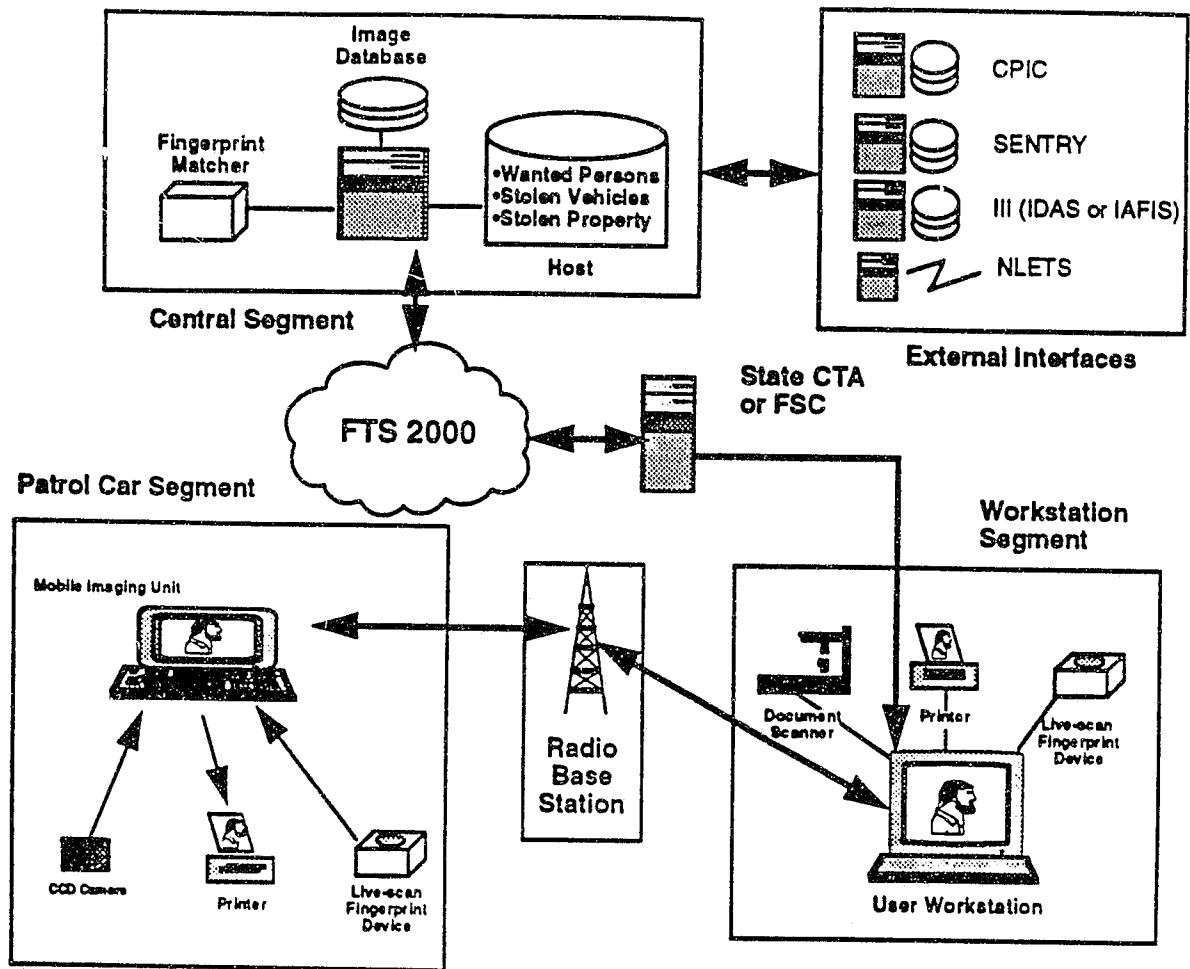 Image
Database
Fingerprint
Matcher
•Wanted Persons
•Stolen Vehicles
•Stolen Property
Host
Central Segment
CPIC
SENTRY
III (IDAS or IAFIS)
NLETS
External Interfaces
FTS 2000
State CTA
or FSC
Patrol Car Segment
Mobile Imaging Unit
CCD Camera
Printer
Live-scan
Fingerprint
Device
Radio
Base
Station
Workstation
Segment
Document
Scanner
Printer
Live-scan
Fingerprint
Device
User Workstation